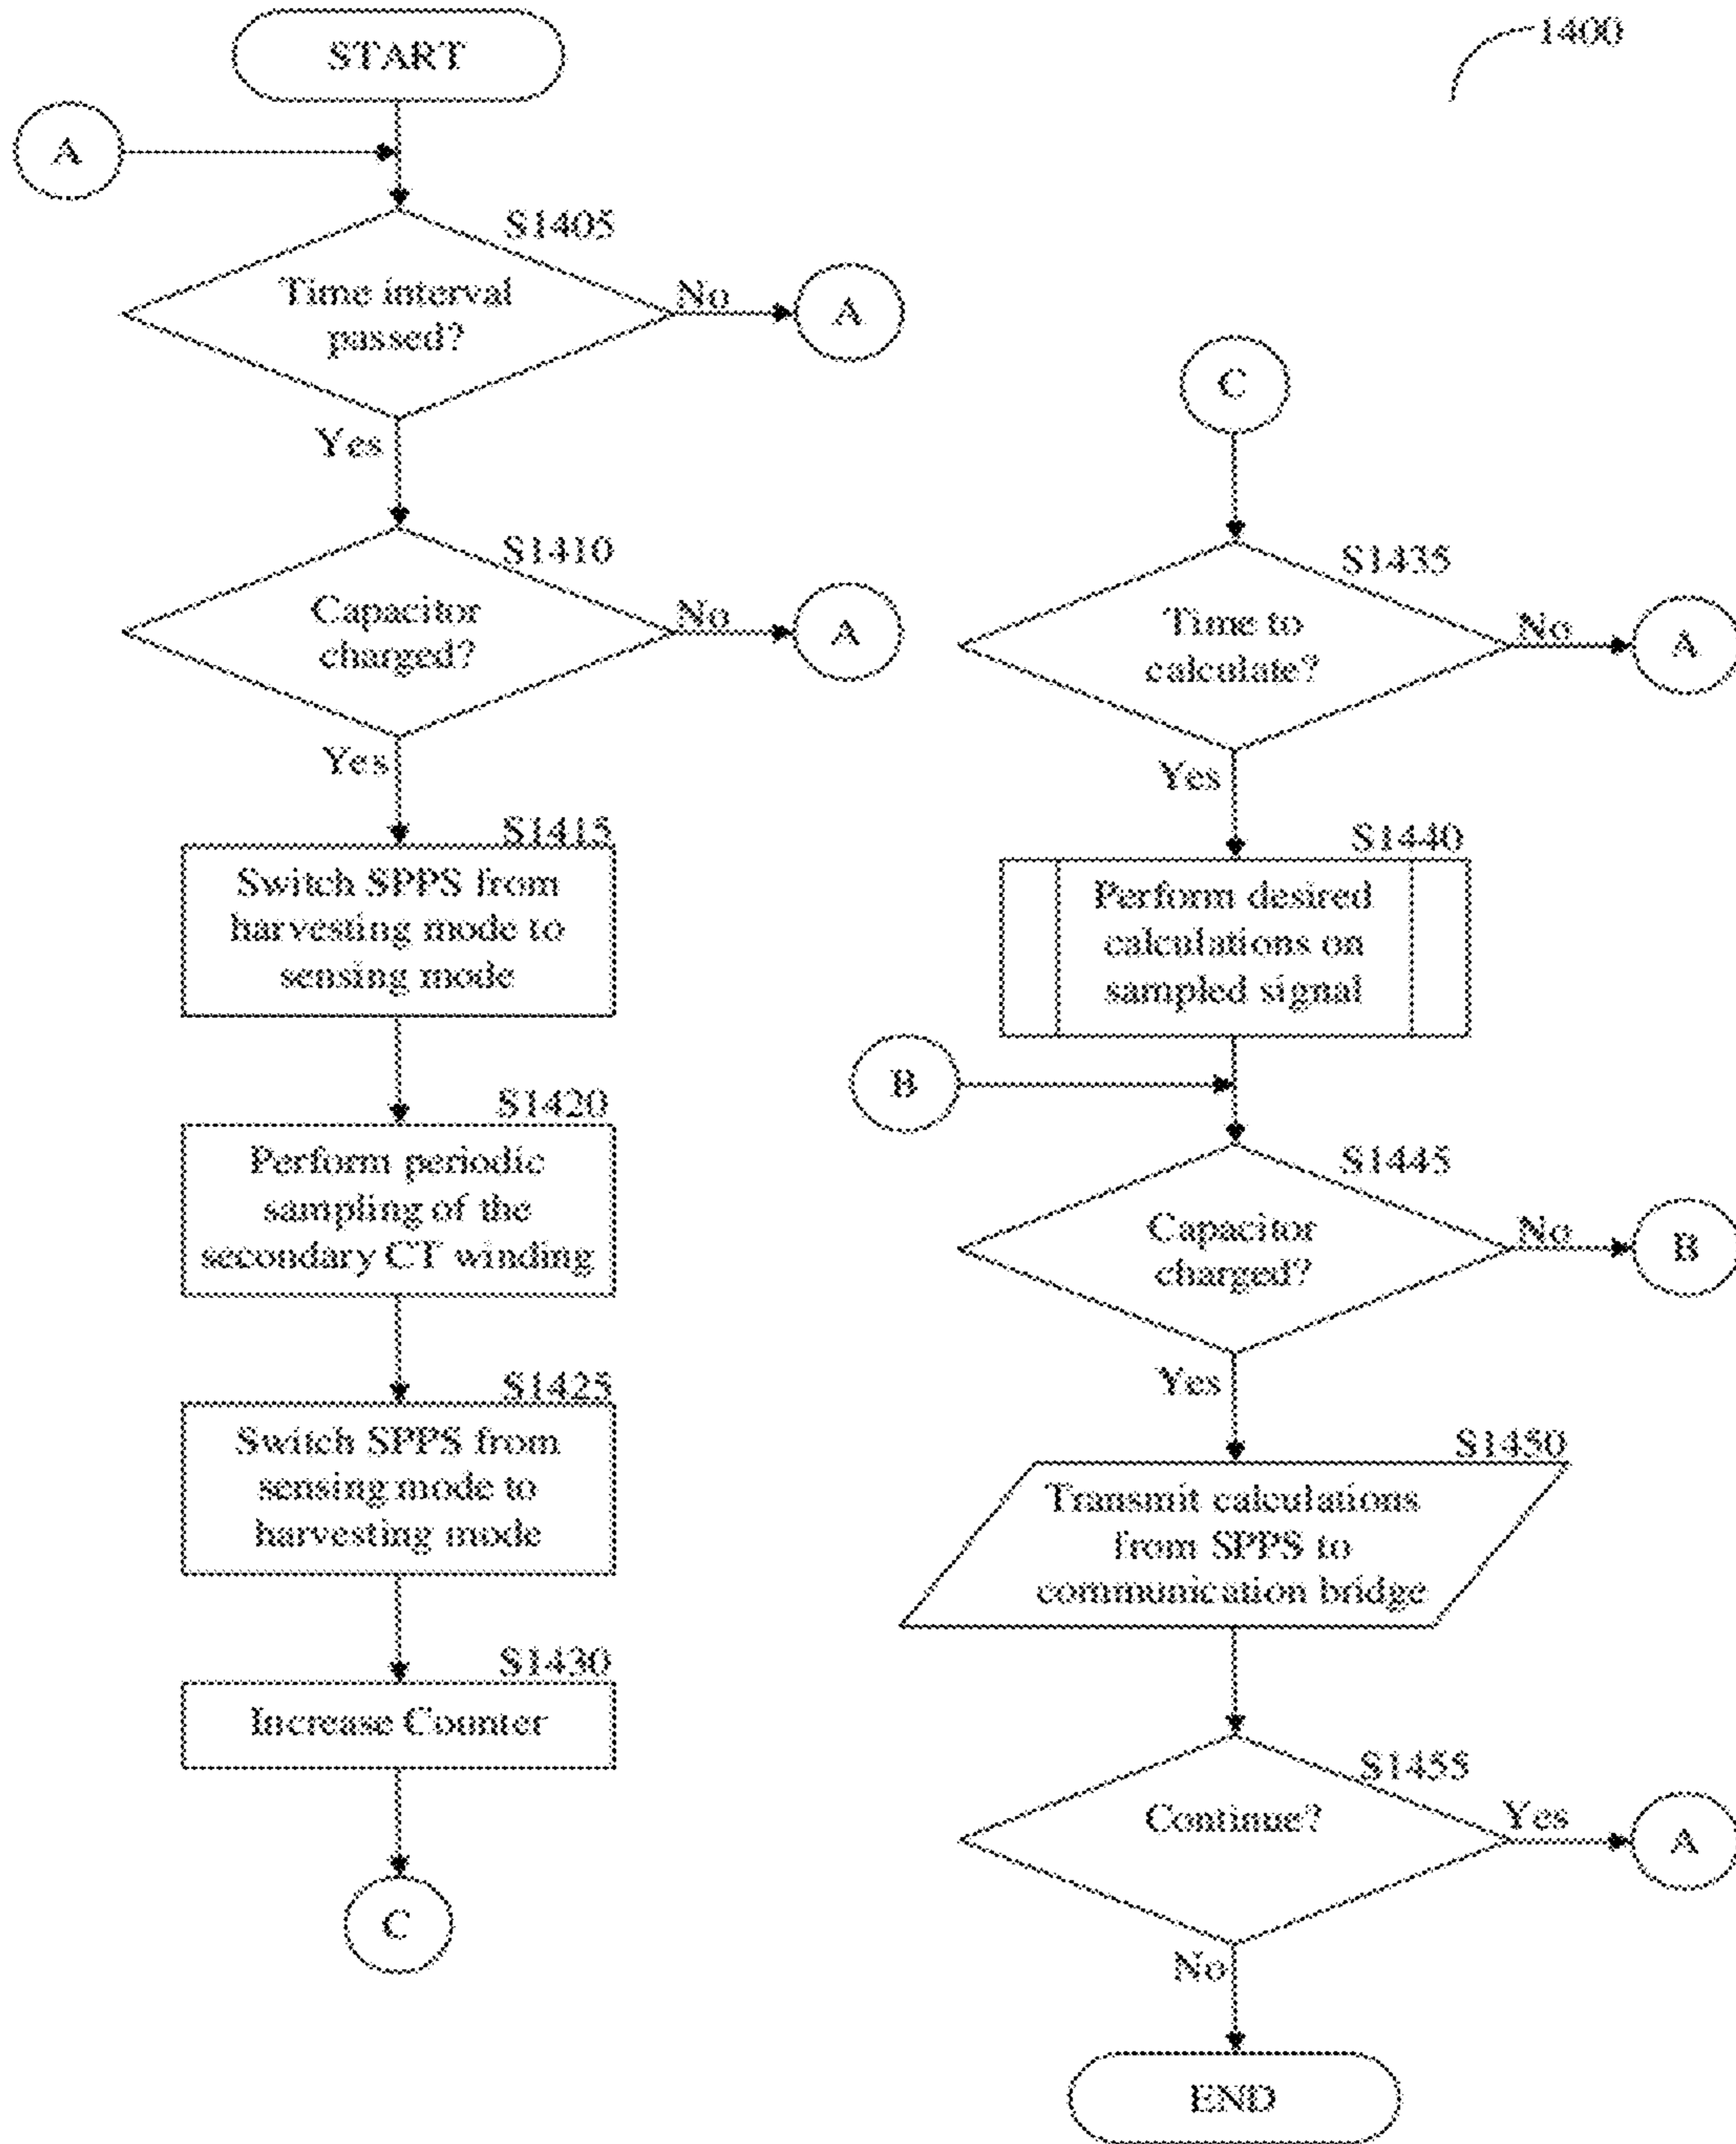 1400
START
A
S1405
Time interval
passed?
No
A
Yes
S1410
Capacitor
charged?
No
A
Yes
S1415
Switch SPPS from
harvesting mode to
sensing mode
S1420
Perform periodic
sampling of the
secondary CT winding
S1425
Switch SPPS from
sensing mode to
harvesting mode
S1430
Increase Counter
C
C
S1435
Time to
calculate?
No
A
Yes
S1440
Perform desired
calculations on
sampled signal
B
S1445
Capacitor
charged?
No
B
Yes
S1450
Transmit calculations
from SPPS to
communication bridge
S1455
Continue?
Yes
A
No
END